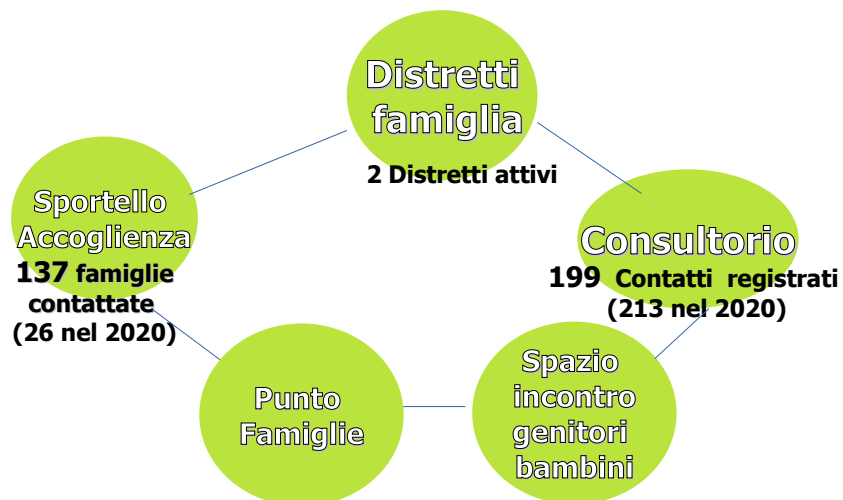 Distretti
famiglia
2 Distretti attivi
Sportello
Accoglienza
137 famiglie
contattate
(26 nel 2020)
Consultorio
199 Contatti registrati
(213 nel 2020)
Punto
Famiglie
Spazio
incontro
genitori
bambini